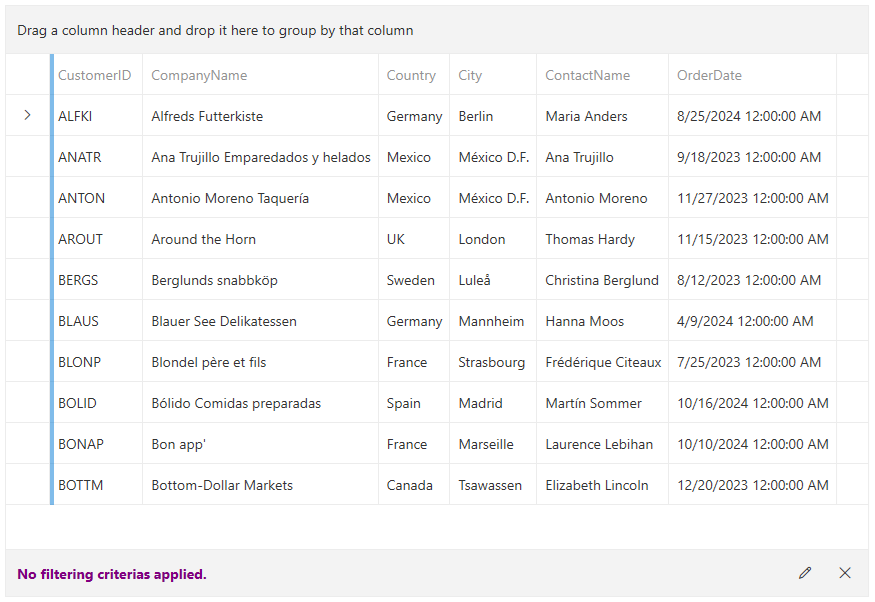 Drag a column header and drop it here to group by that column
CustomerID CompanyName Country City ContactName OrderDate
ALFKI Alfreds Futterkiste Germany Berlin Maria Anders 8/25/2024 12:00:00 AM
ANATR Ana Trujillo Emparedados y helados Mexico México D.F. Ana Trujillo 9/18/2023 12:00:00 AM
ANTON Antonio Moreno Taquería Mexico México D.F. Antonio Moreno 11/27/2023 12:00:00 AM
AROUT Around the Horn UK London Thomas Hardy 11/15/2023 12:00:00 AM
BERGS Berglunds snabbköp Sweden Luleå Christina Berglund 8/12/2023 12:00:00 AM
BLAUS Blauer See Delikatessen Germany Mannheim Hanna Moos 4/9/2024 12:00:00 AM
BLONP Blondel père et fils France Strasbourg Frédérique Citeaux 7/25/2023 12:00:00 AM
BOLID Bólido Comidas preparadas Spain Madrid Martín Sommer 10/16/2024 12:00:00 AM
BONAP Bon app' France Marseille Laurence Lebihan 10/10/2024 12:00:00 AM
BOTTM Bottom-Dollar Markets Canada Tsawassen Elizabeth Lincoln 12/20/2023 12:00:00 AM
No filtering criterias applied.